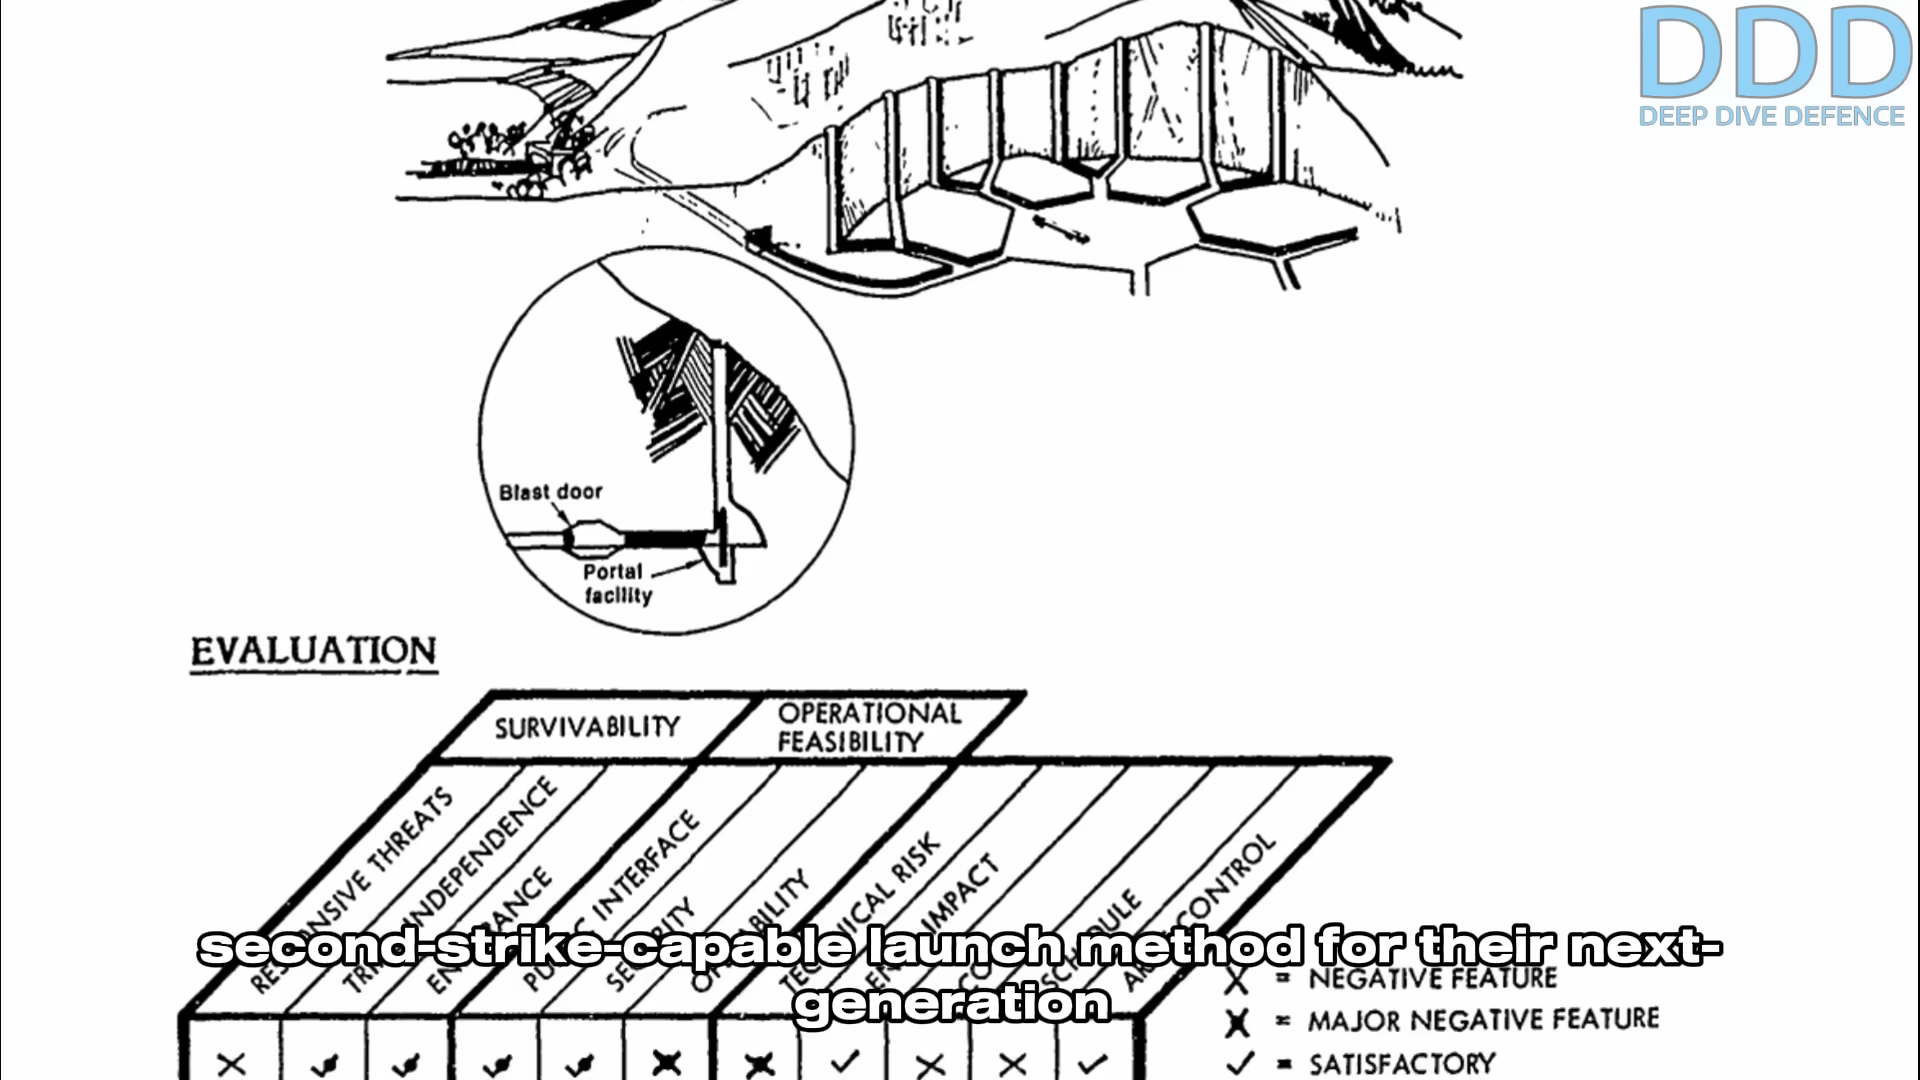 DDD
DEEP DIVE DEFENCE
Blast door
Portal
facility
EVALUATION
SURVIVABILITY
OPERATIONAL
FEASIBILITY
THREATS
INDEPENDENCE
INTERFACE
RISK
IMPACT
CONTROL
second-strike-capable launch method for their next-
generation
X = NEGATIVE FEATURE
X = MAJOR NEGATIVE FEATURE
✓ = SATISFACTORY